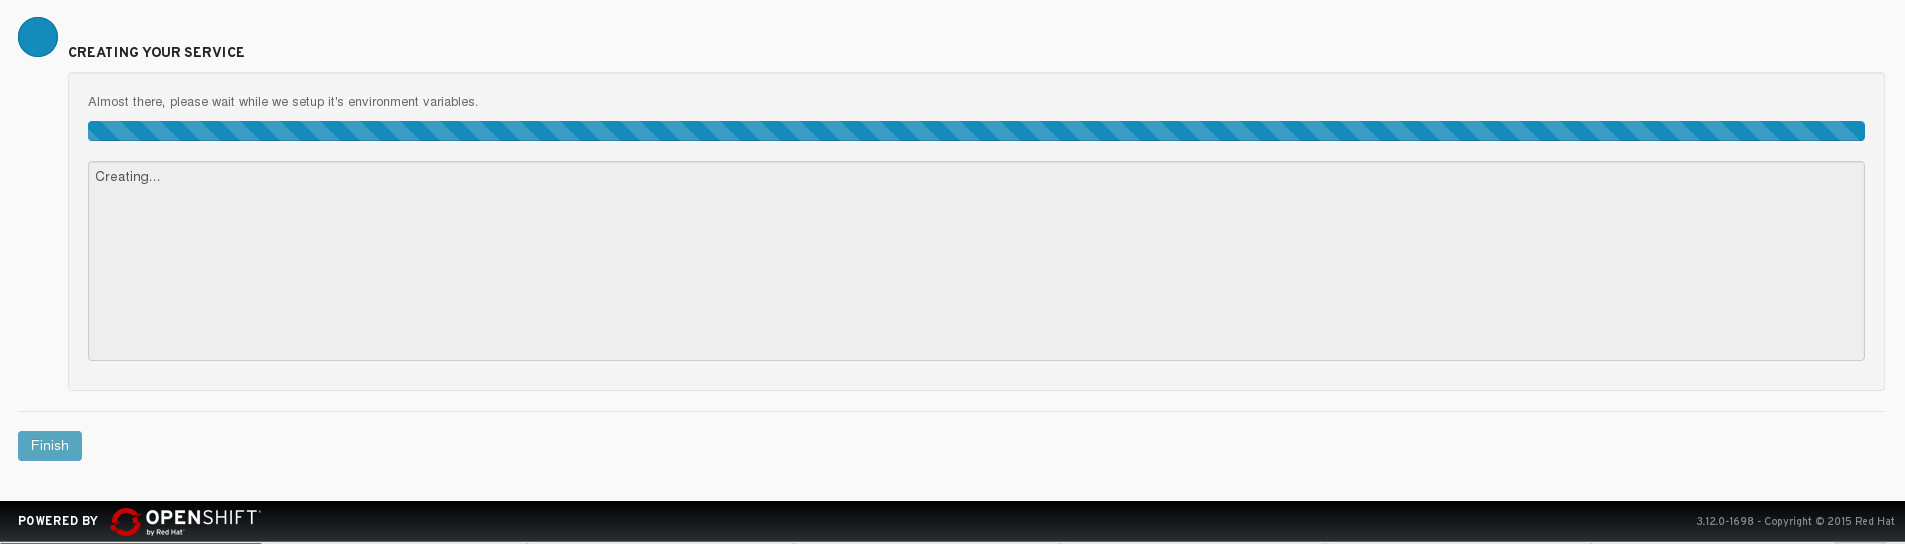 CREATING YOUR SERVICE
Almost there, please wait while we setup it's environment variables.
Creating...
Finish
POWERED BY OPENSHIFT
by Red Hat
3.12.0-1698 - Copyright © 2015 Red Hat